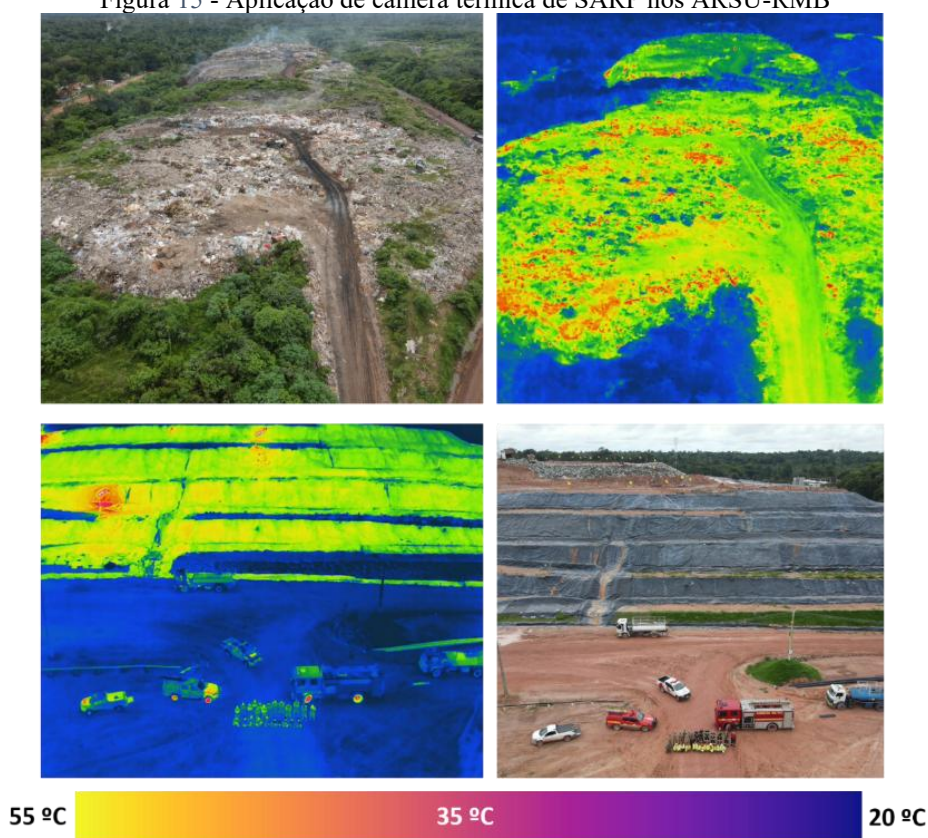 Figura 15 - Aplicação de câmera térmica de SARP nos ARSU-RMB
55 ºC
35 ºC
20 ºC